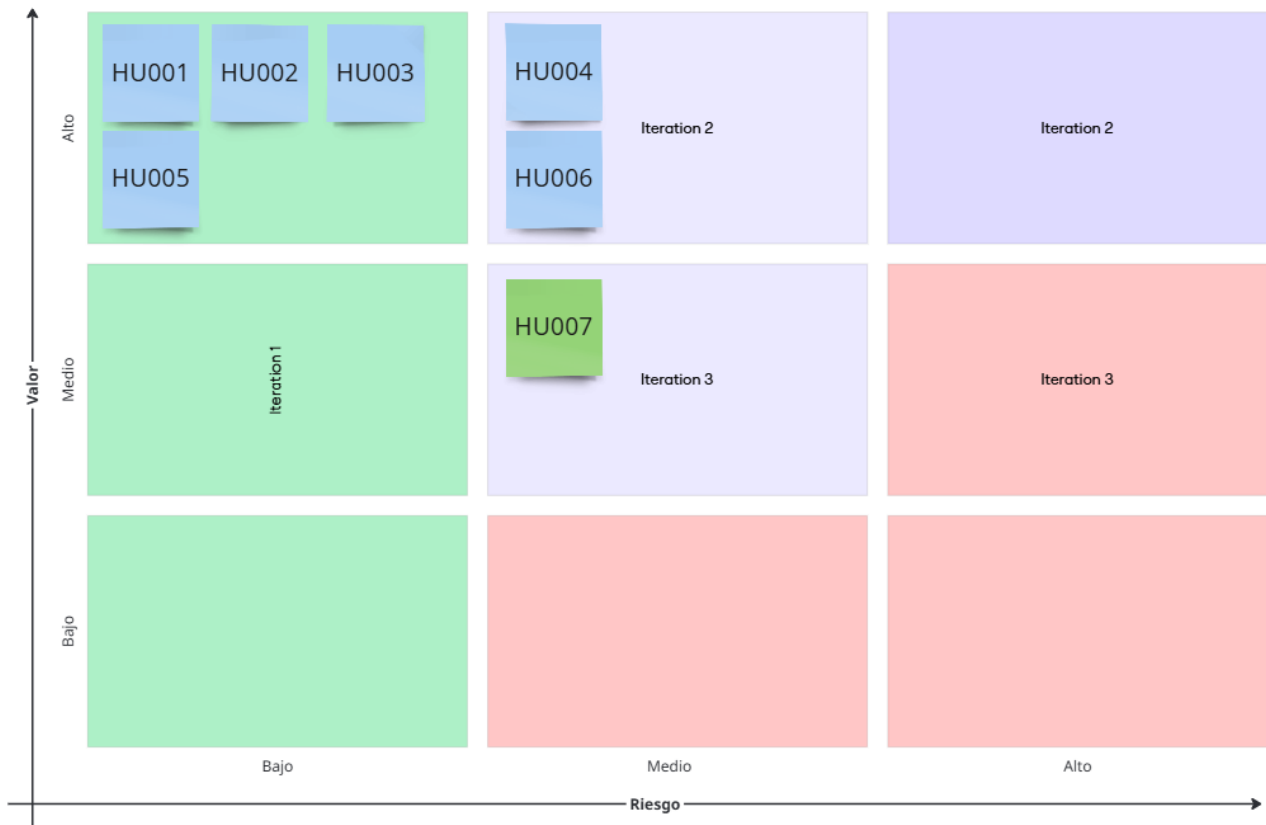 HU001 HU002 HU003 HU004
HU005 HU006
Alto
Iteration 2
Iteration 2
HU007
Valor
Medio
Iteration 1
Iteration 3
Iteration 3
Bajo
Bajo
Medio
Alto
Riesgo